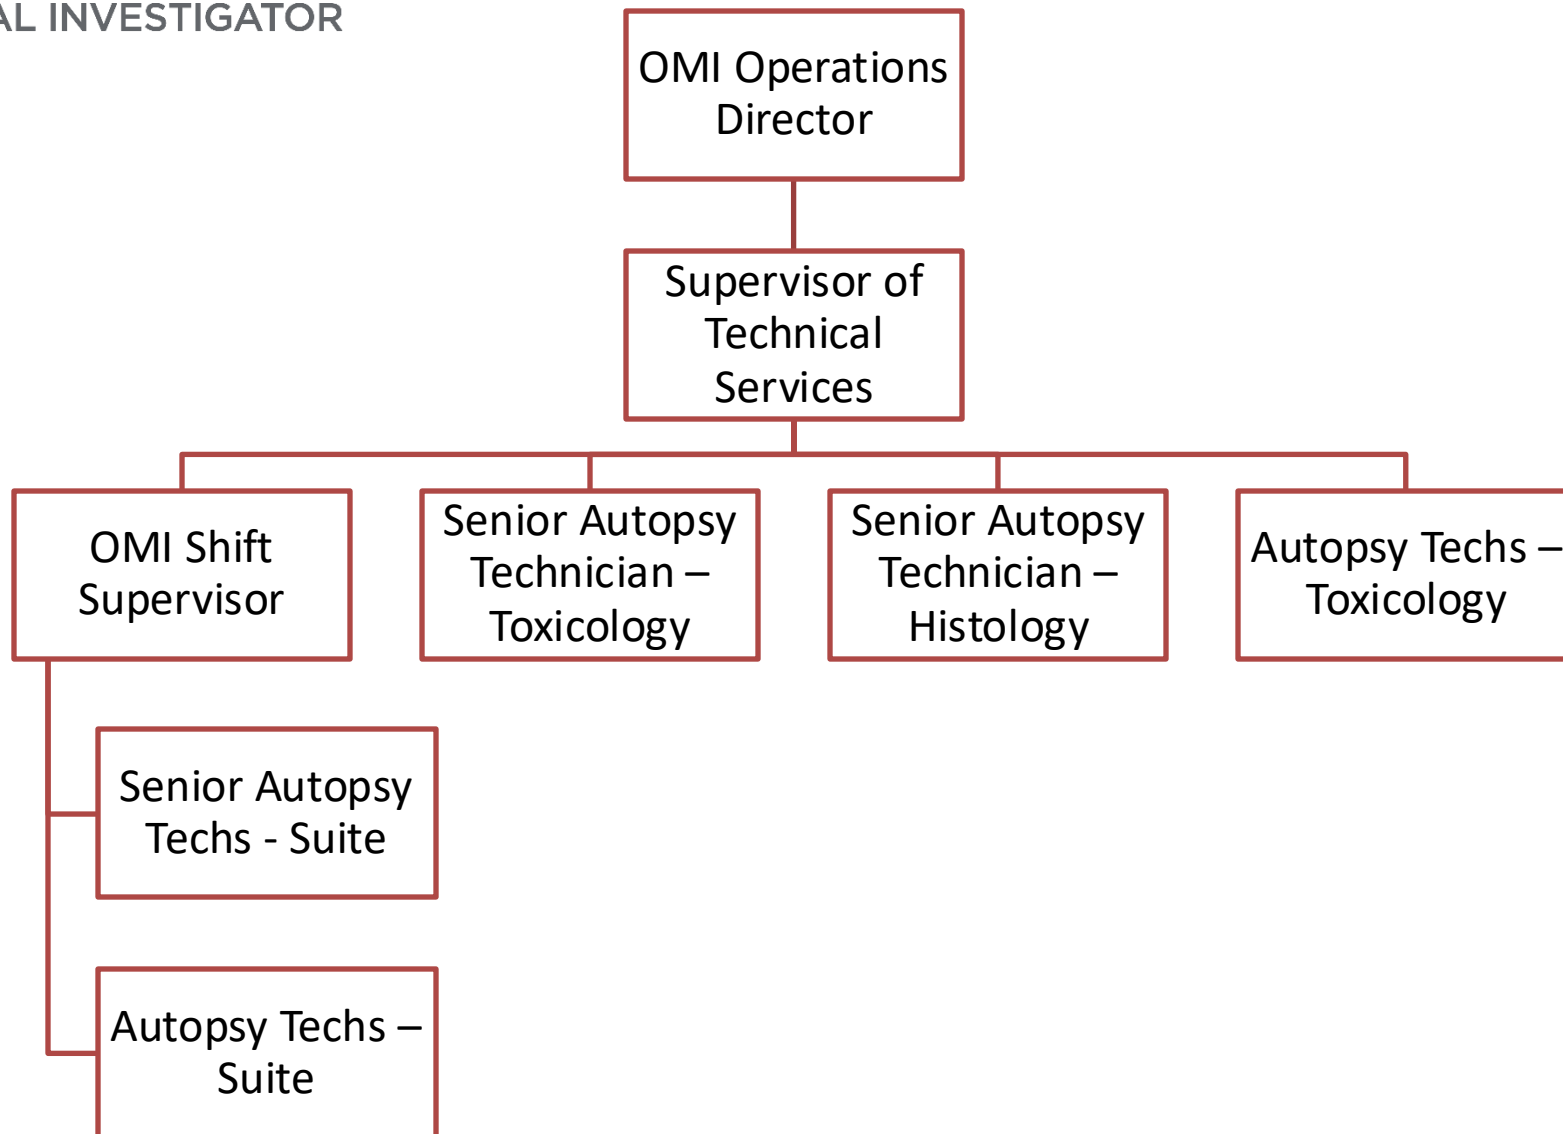 AL INVESTIGATOR
OMI Operations
Director
Supervisor of
Technical
Services
OMI Shift
Supervisor
Senior Autopsy
Technician –
Toxicology
Senior Autopsy
Technician –
Histology
Autopsy Techs –
Toxicology
Senior Autopsy
Techs - Suite
Autopsy Techs –
Suite